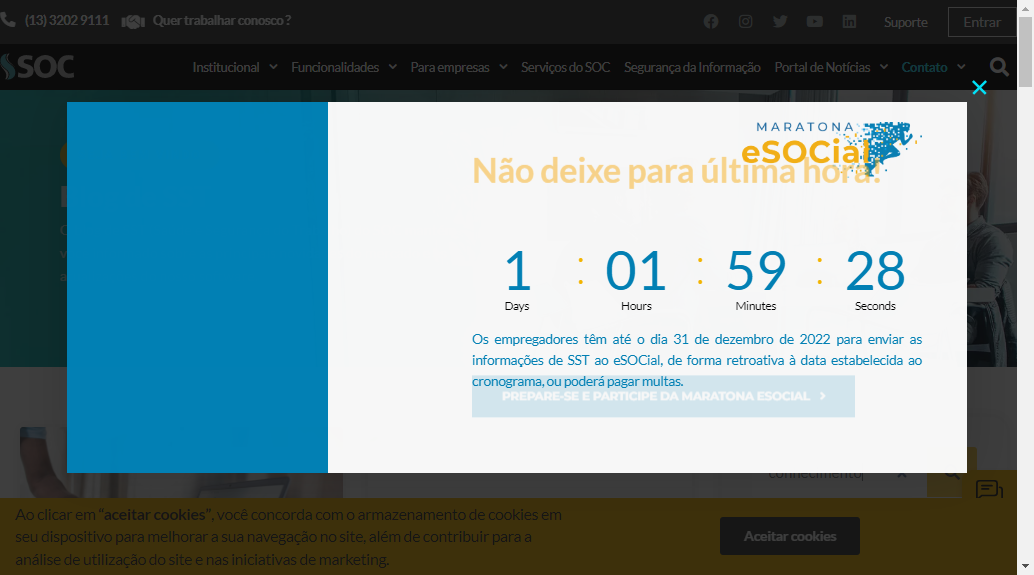 (13) 3202 9111 Quer trabalhar conosco ?
Suporte Entrar
SOC
Institucional Funcionalidades Para empresas Serviços do SOC Segurança da Informação Portal de Notícias Contato
MARATONA
eSOCial
Não deixe para última hora!
1 : 01 : 59 : 28
Days Hours Minutes Seconds
Os empregadores têm até o dia 31 de dezembro de 2022 para enviar as
informações de SST ao eSOCial, de forma retroativa à data estabelecida ao
cronograma, ou poderá pagar multas.
PREPARE-SE E PARTICIPE DA MARATONA ESOCIAL
conhecimento
Ao clicar em “aceitar cookies”, você concorda com o armazenamento de cookies em
seu dispositivo para melhorar a sua navegação no site, além de contribuir para a
análise de utilização do site e nas iniciativas de marketing.
Aceitar cookies